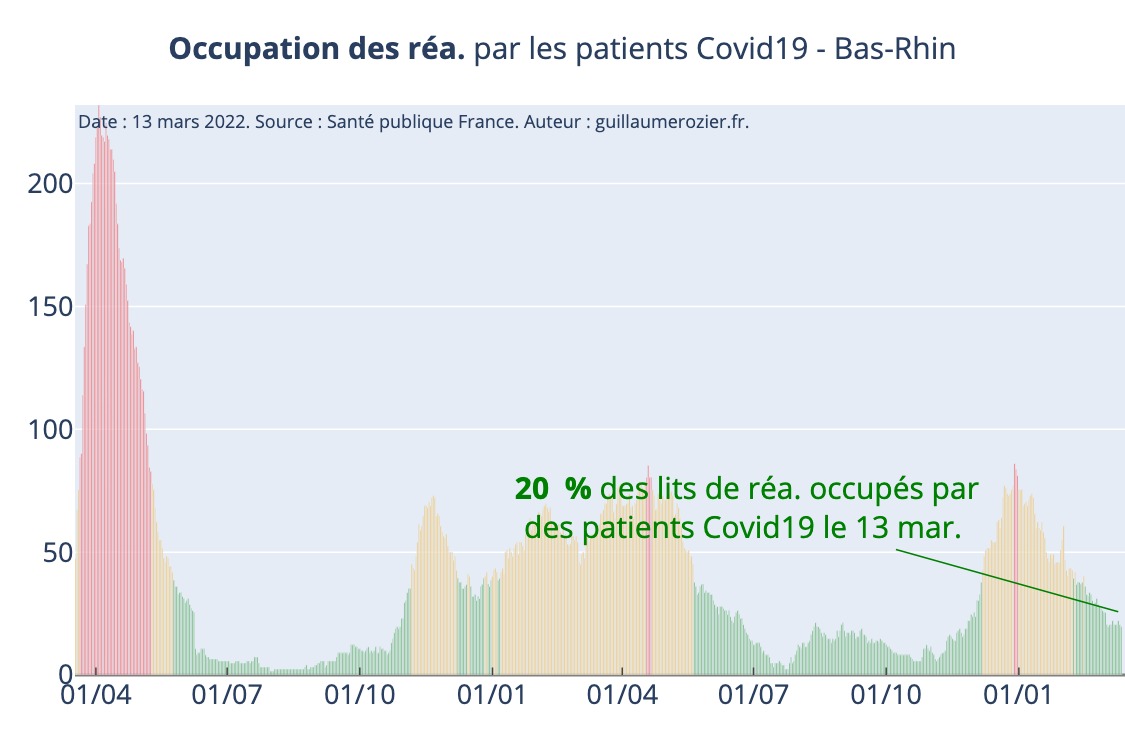 Occupation des réa. par les patients Covid19 - Bas-Rhin
Date : 13 mars 2022. Source : Santé publique France. Auteur : guillaumerozier.fr.
200
150
100
50
0
20 % des lits de réa. occupés par
des patients Covid19 le 13 mar.
01/04 01/07 01/10 01/01 01/04 01/07 01/10 01/01